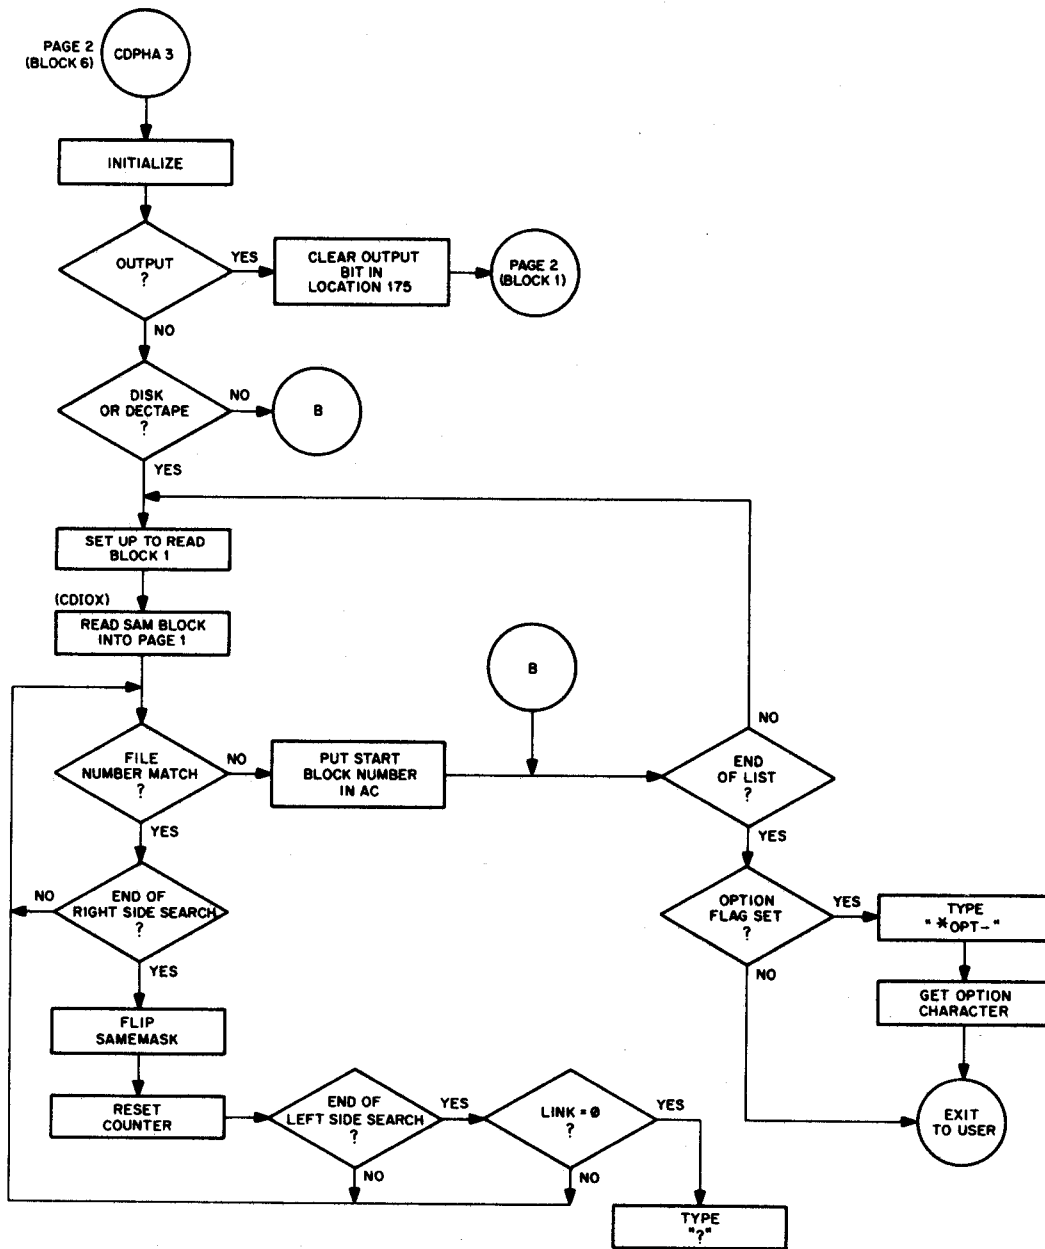 PAGE 2
(BLOCK 6)
CDPHA 3
INITIALIZE
OUTPUT
?
YES
CLEAR OUTPUT
BIT IN
LOCATION 175
PAGE 2
(BLOCK 1)
NO
DISK
OR DECTAPE
?
NO
B
YES
SET UP TO READ
BLOCK 1
(CDIOX)
READ SAM BLOCK
INTO PAGE 1
B
NO
FILE
NUMBER MATCH
?
NO
PUT START
BLOCK NUMBER
IN AC
END
OF LIST
?
YES
YES
END OF
RIGHT SIDE SEARCH
?
NO
OPTION
FLAG SET
?
YES
TYPE
"*OPT-"
YES
NO
GET OPTION
CHARACTER
FLIP
SAMEMASK
RESET
COUNTER
END OF
LEFT SIDE SEARCH
?
YES
LINK = 0
?
YES
EXIT
TO USER
NO
NO
TYPE
"?"